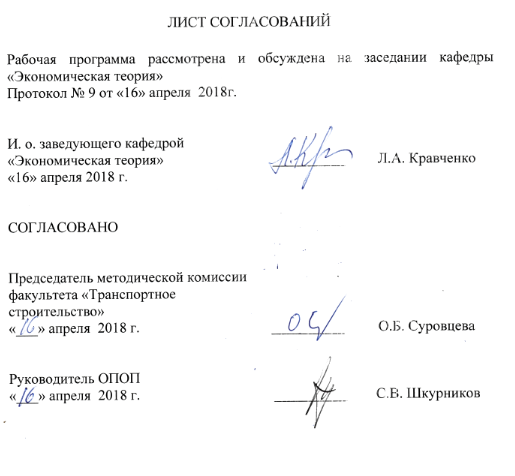 ЛИСТ СОГЛАСОВАНИЙ
Рабочая программа рассмотрена и обсуждена на заседании кафедры
«Экономическая теория»
Протокол № 9 от «16» апреля 2018г.
И. о. заведующего кафедрой
«Экономическая теория» Л.А. Кравченко
«16» апреля 2018 г.
СОГЛАСОВАНО
Председатель методической комиссии
факультета «Транспортное
строительство»
«16» апреля 2018 г. О.Б. Суровцева
Руководитель ОПОП
«16» апреля 2018 г. С.В. Шкурников